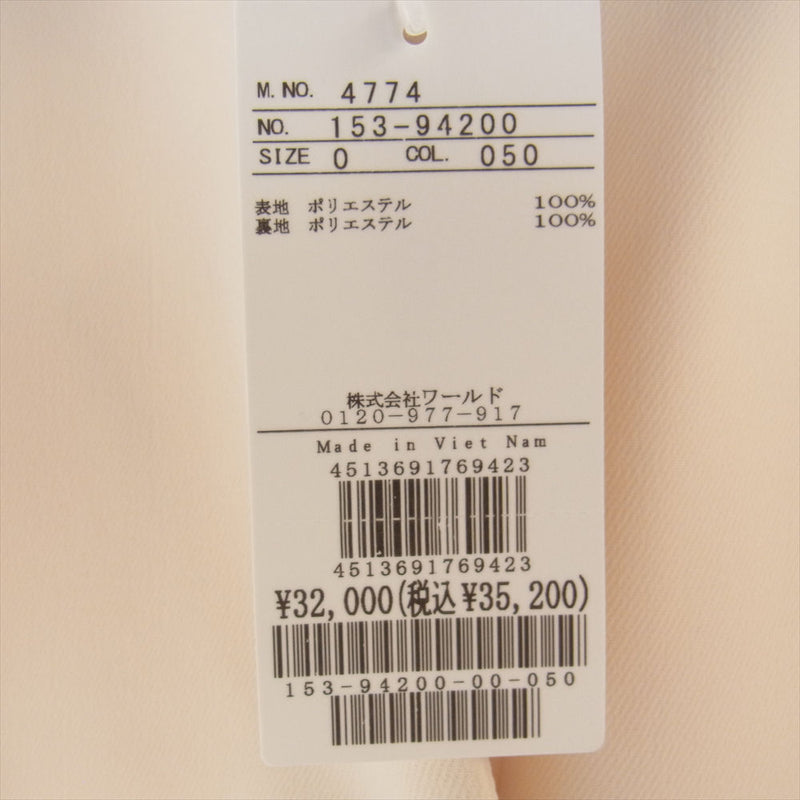 M. NO. 4774
NO. 153-94200
SIZE 0 COL. 050
表地 ポリエステル 100%
裏地 ポリエステル 100%
株式会社ワールド
0120-977-917
Made in Viet Nam
4513691769423
4513691769423
¥32,000(税込¥35,200)
153-94200-00-050